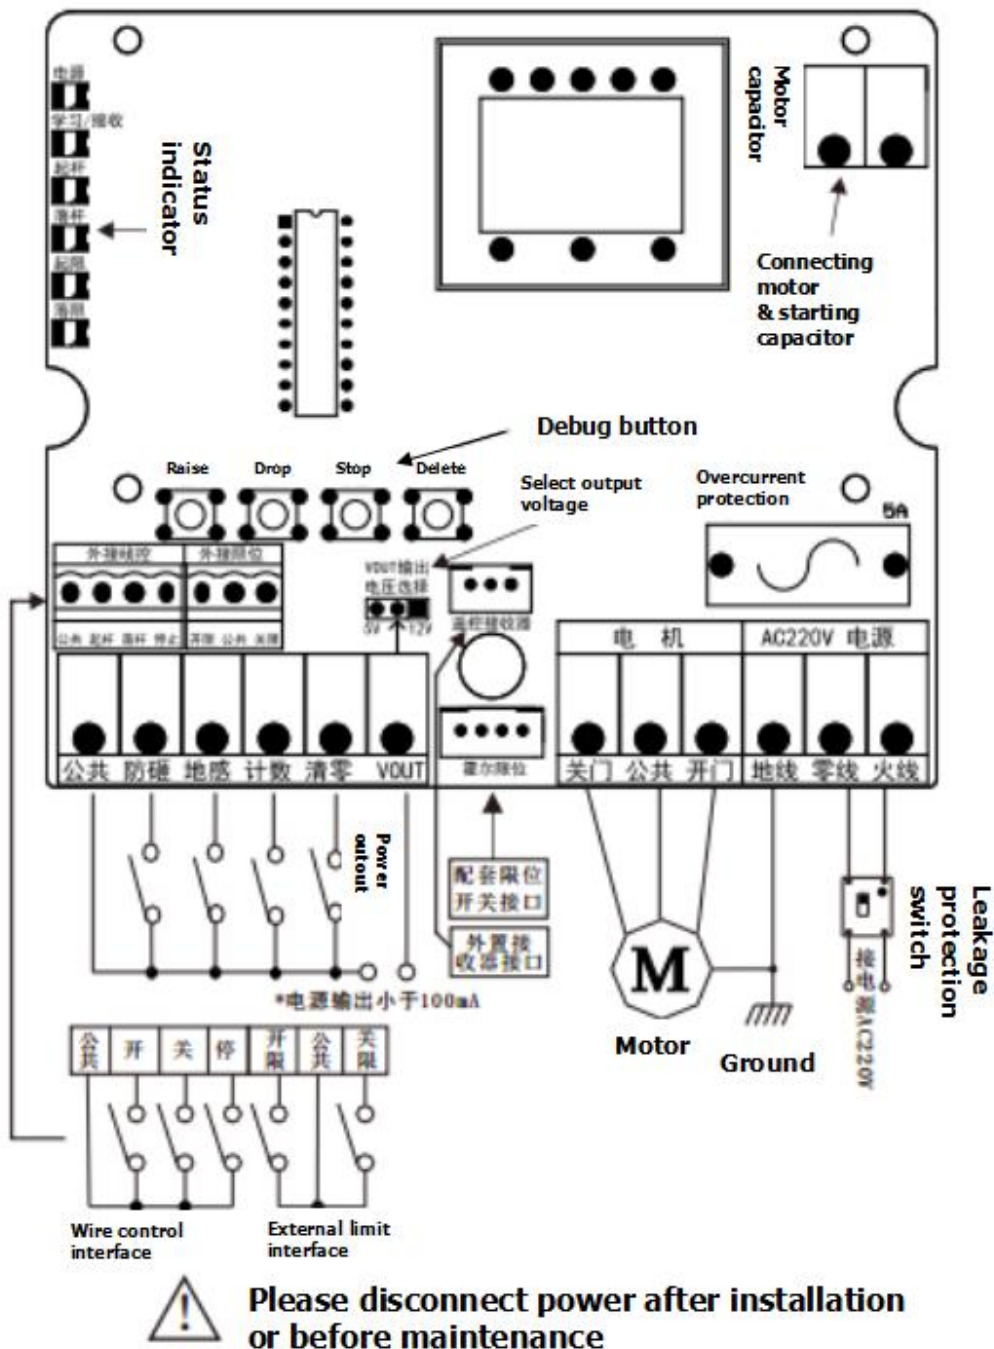 电源
学习/接收
起杆
落杆
起限
落限
Status
indicator
Motor
capacitor
Connecting
motor
& starting
capacitor
Debug button
Raise
Drop
Stop
Delete
Select output
voltage
Overcurrent
protection
5A
外接线控
外接限位
公共 起杆 落杆 停止
开限 公共 关限
VOUT输出
电压选择
5V
12V
遥控接收器
电 机
AC220V 电源
公共
防砸
地感
计数
清零
VOUT
霍尔限位
关门
公共
开门
地线
零线
火线
Power
outout
配套限位
开关接口
外置接
收器接口
*电源输出小于100mA
M
Motor
Ground
Leakage
protection
switch
接电源AC220V
公共
开
关
停
开限
公共
关限
Wire control
interface
External limit
interface
!
Please disconnect power after installation
or before maintenance